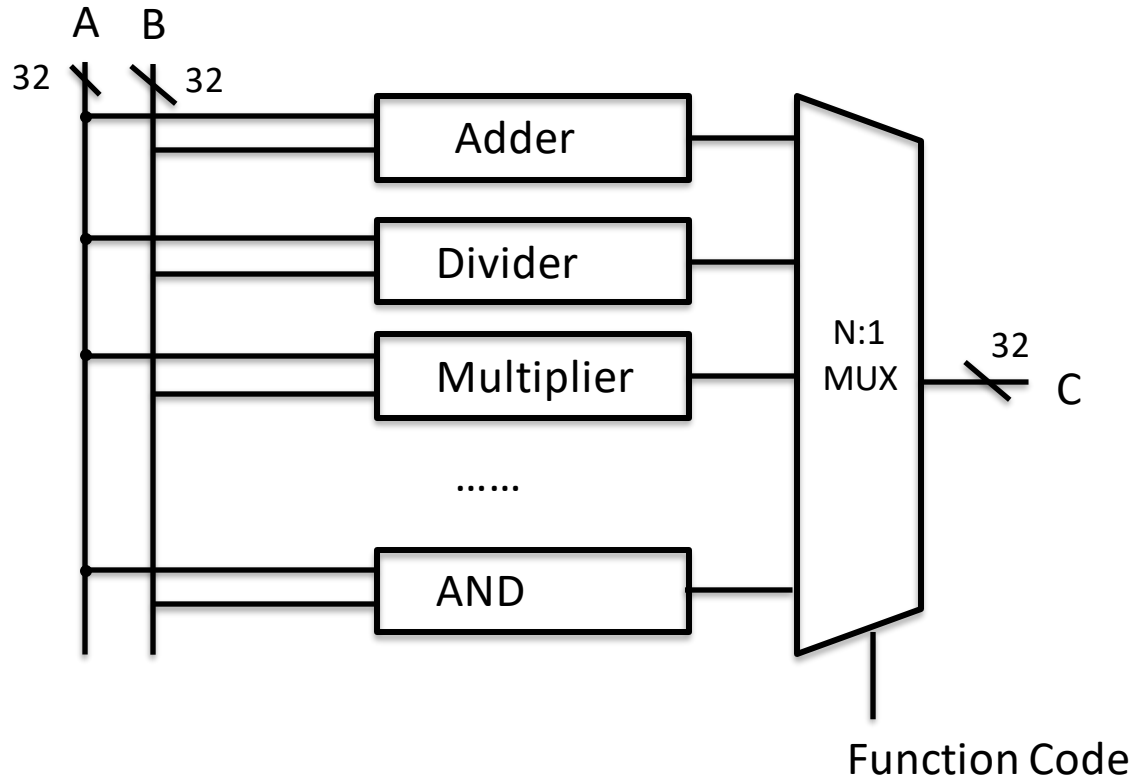 A B
32 32
Adder
Divider
Multiplier
......
AND
N:1
MUX
32
C
Function Code